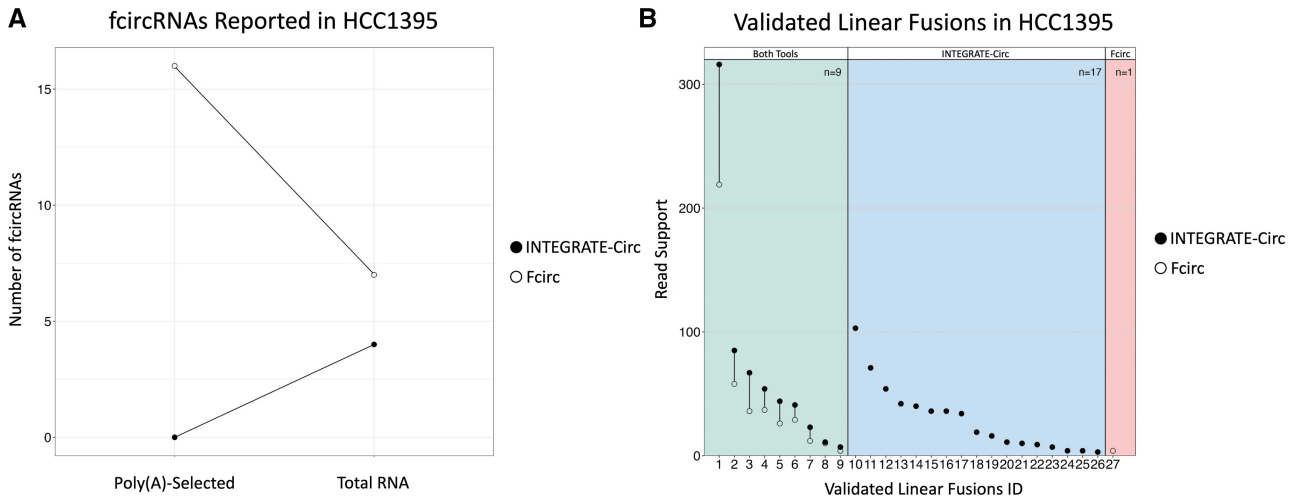 A
fcircRNAs Reported in HCC1395
Number of fcircRNAs
15
10
5
0
Poly(A)-Selected
Total RNA
INTEGRATE-Circ
Fcirc
B
Validated Linear Fusions in HCC1395
Both Tools
INTEGRATE-Circ
Fcirc
n=9
n=17
n=1
Read Support
300
200
100
0
1 2 3 4 5 6 7 8 9 10 11 12 13 14 15 16 17 18 19 20 21 22 23 24 25 26 27
Validated Linear Fusions ID
INTEGRATE-Circ
Fcirc